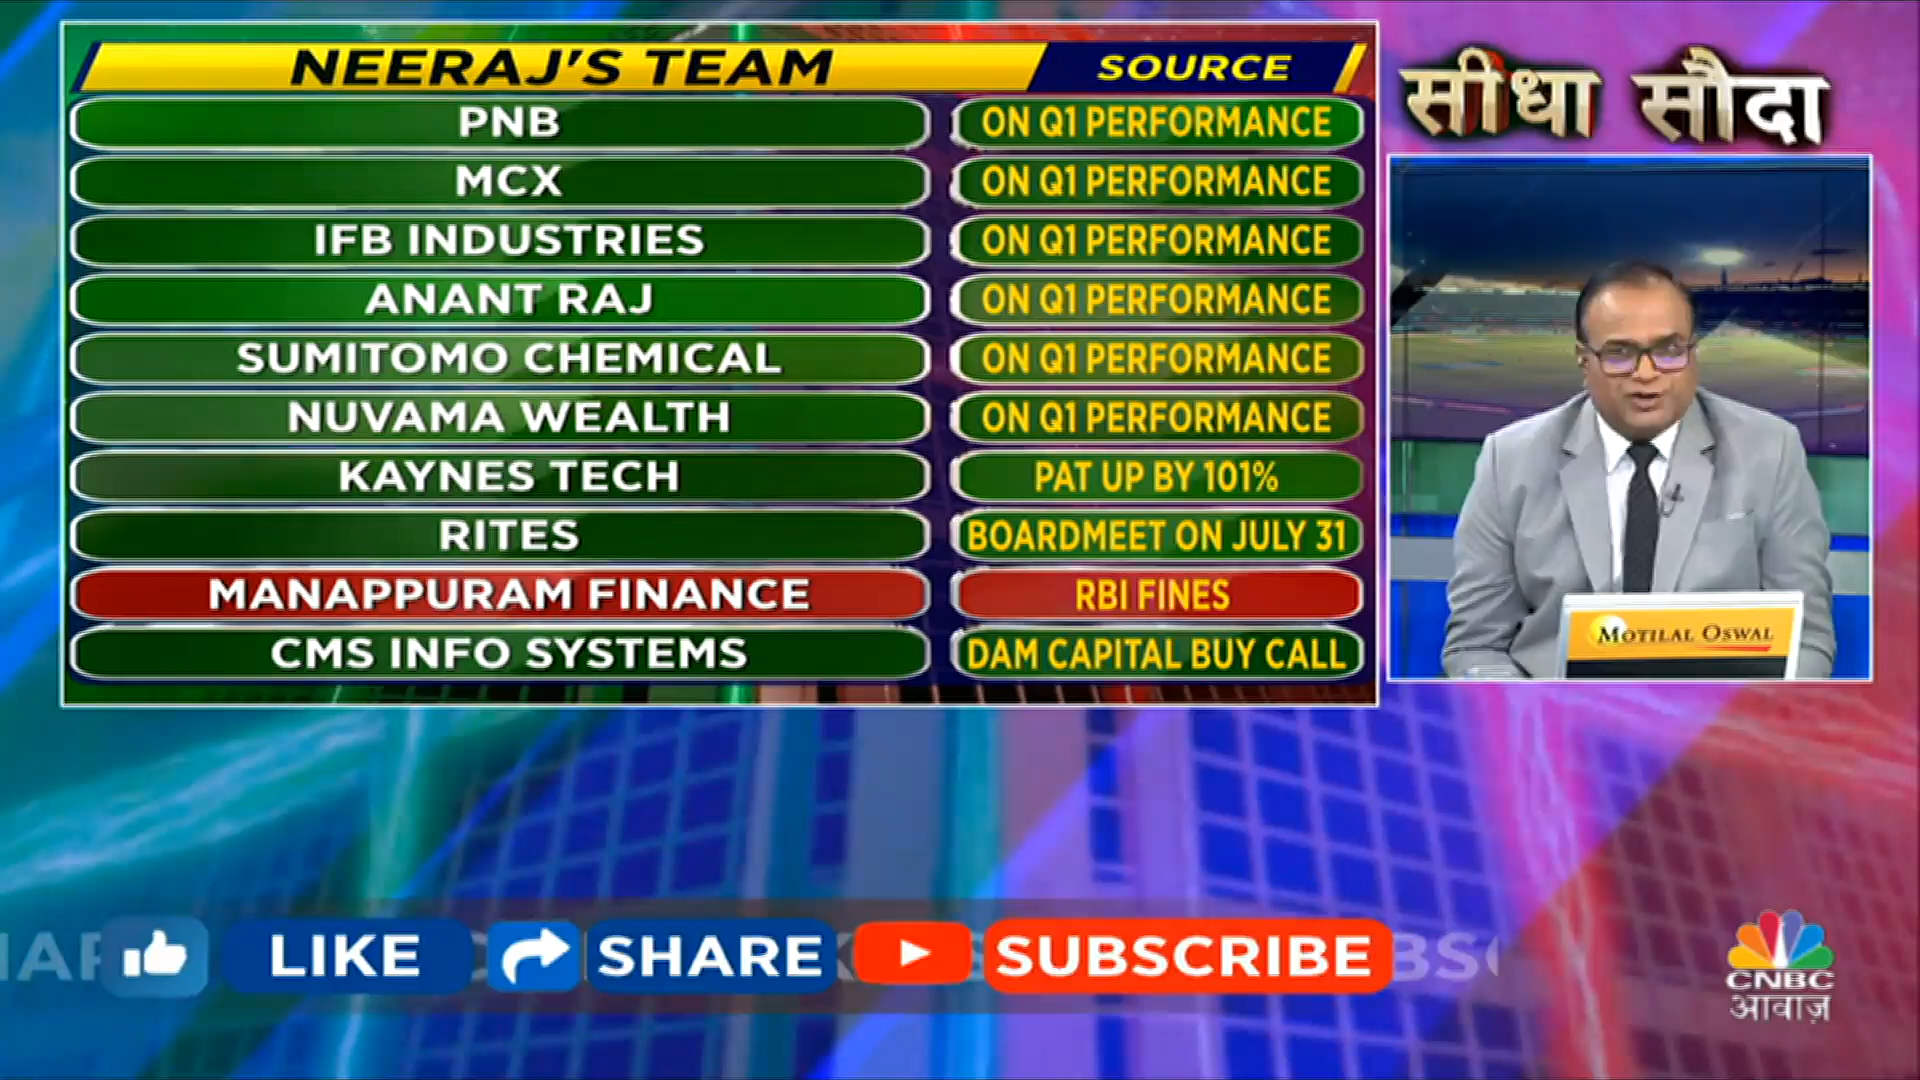 NEERAJ'S TEAM SOURCE
PNB ON Q1 PERFORMANCE
MCX ON Q1 PERFORMANCE
IFB INDUSTRIES ON Q1 PERFORMANCE
ANANT RAJ ON Q1 PERFORMANCE
SUMITOMO CHEMICAL ON Q1 PERFORMANCE
NUVAMA WEALTH ON Q1 PERFORMANCE
KAYNES TECH PAT UP BY 101%
RITES BOARDMEET ON JULY 31
MANAPPURAM FINANCE RBI FINES
CMS INFO SYSTEMS DAM CAPITAL BUY CALL
सीधा सौदा
MOTILAL OSWAL
LIKE SHARE SUBSCRIBE
CNBC
आवाज़